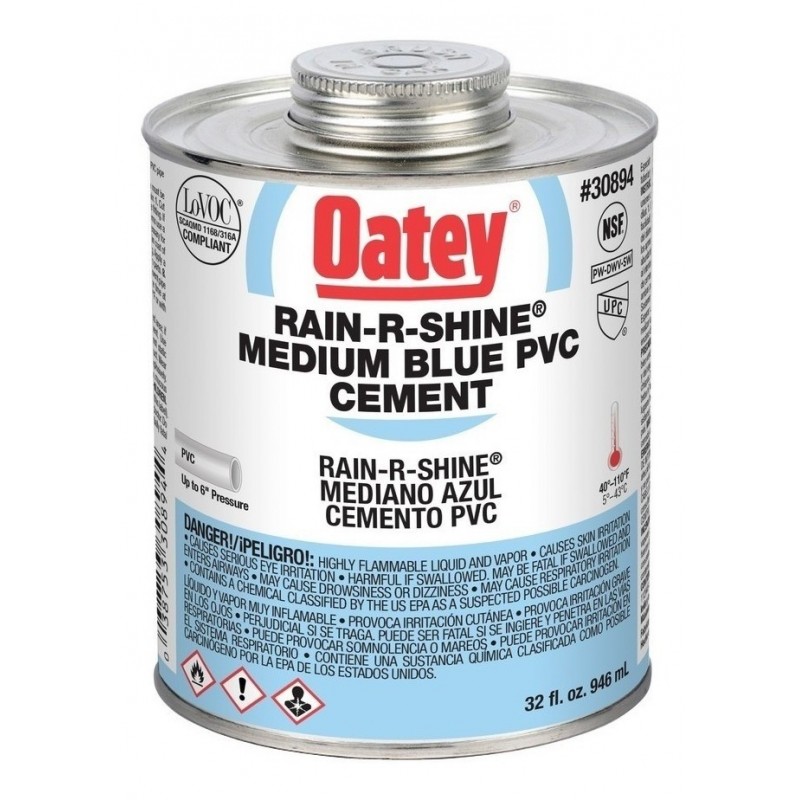 #30894
LoVOC
SCAQMD 1168/316A
COMPLIANT
NSF
PW-DWV-SW
UPC
Oatey®
RAIN-R-SHINE®
MEDIUM BLUE PVC
CEMENT
RAIN-R-SHINE®
MEDIANO AZUL
CEMENTO PVC
PVC
Up to 6" Pressure
40°-110°F
5°-43°C
DANGER!/¡PELIGRO!: HIGHLY FLAMMABLE LIQUID AND VAPOR • CAUSES SKIN IRRITATION
• CAUSES SERIOUS EYE IRRITATION • HARMFUL IF SWALLOWED. MAY BE FATAL IF SWALLOWED AND
ENTERS AIRWAYS • MAY CAUSE DROWSINESS OR DIZZINESS • MAY CAUSE RESPIRATORY IRRITATION
• CONTAINS A CHEMICAL CLASSIFIED BY THE US EPA AS A SUSPECTED POSSIBLE CARCINOGEN.
LÍQUIDO Y VAPOR MUY INFLAMABLE • PROVOCA IRRITACIÓN CUTÁNEA • PROVOCA IRRITACIÓN GRAVE
EN LOS OJOS • PERJUDICIAL SI SE TRAGA. PUEDE SER FATAL SI SE INGIERE Y PENETRA EN LAS VÍAS
RESPIRATORIAS • PUEDE PROVOCAR SOMNOLENCIA O MAREOS • PUEDE PROVOCAR IRRITACIÓN EN
EL SISTEMA RESPIRATORIO • CONTIENE UNA SUSTANCIA QUÍMICA CLASIFICADA COMO POSIBLE
CARCINÓGENO POR LA EPA DE LOS ESTADOS UNIDOS.
32 fl. oz. 946 mL
0 38753 30894 4